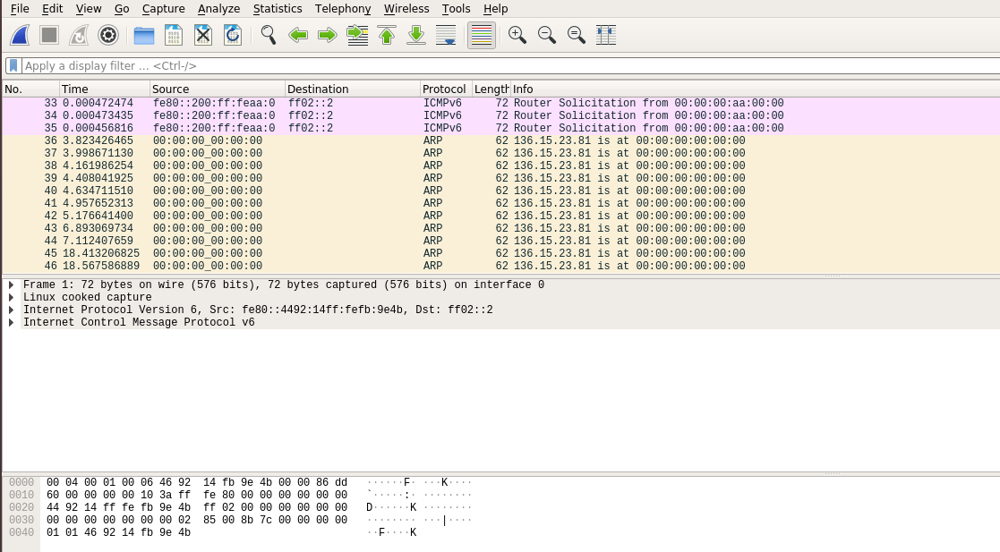 File Edit View Go Capture Analyze Statistics Telephony Wireless Tools Help
Apply a display filter ... <Ctrl-/>
No. Time Source Destination Protocol Length Info
33 0.000472474 fe80::200:ff:feaa:0 ff02::2 ICMPv6 72 Router Solicitation from 00:00:00:aa:00:00
34 0.000473435 fe80::200:ff:feaa:0 ff02::2 ICMPv6 72 Router Solicitation from 00:00:00:aa:00:00
35 0.000456816 fe80::200:ff:feaa:0 ff02::2 ICMPv6 72 Router Solicitation from 00:00:00:aa:00:00
36 3.823426465 00:00:00_00:00:00 ARP 62 136.15.23.81 is at 00:00:00:00:00:00
37 3.998671130 00:00:00_00:00:00 ARP 62 136.15.23.81 is at 00:00:00:00:00:00
38 4.161986254 00:00:00_00:00:00 ARP 62 136.15.23.81 is at 00:00:00:00:00:00
39 4.408041925 00:00:00_00:00:00 ARP 62 136.15.23.81 is at 00:00:00:00:00:00
40 4.634711510 00:00:00_00:00:00 ARP 62 136.15.23.81 is at 00:00:00:00:00:00
41 4.957652313 00:00:00_00:00:00 ARP 62 136.15.23.81 is at 00:00:00:00:00:00
42 5.176641400 00:00:00_00:00:00 ARP 62 136.15.23.81 is at 00:00:00:00:00:00
43 6.893069734 00:00:00_00:00:00 ARP 62 136.15.23.81 is at 00:00:00:00:00:00
44 7.112407659 00:00:00_00:00:00 ARP 62 136.15.23.81 is at 00:00:00:00:00:00
45 18.413206825 00:00:00_00:00:00 ARP 62 136.15.23.81 is at 00:00:00:00:00:00
46 18.567586889 00:00:00_00:00:00 ARP 62 136.15.23.81 is at 00:00:00:00:00:00
Frame 1: 72 bytes on wire (576 bits), 72 bytes captured (576 bits) on interface 0
Linux cooked capture
Internet Protocol Version 6, Src: fe80::4492:14ff:fefb:9e4b, Dst: ff02::2
Internet Control Message Protocol v6
0000 00 04 00 01 00 06 46 92 14 fb 9e 4b 00 00 86 dd ······F· ···K····
0010 60 00 00 00 00 10 3a ff fe 80 00 00 00 00 00 00 `·····:· ········
0020 44 92 14 ff fe fb 9e 4b ff 02 00 00 00 00 00 00 D······K ········
0030 00 00 00 00 00 00 00 02 85 00 8b 7c 00 00 00 00 ········ ···|····
0040 01 01 46 92 14 fb 9e 4b ··F····K